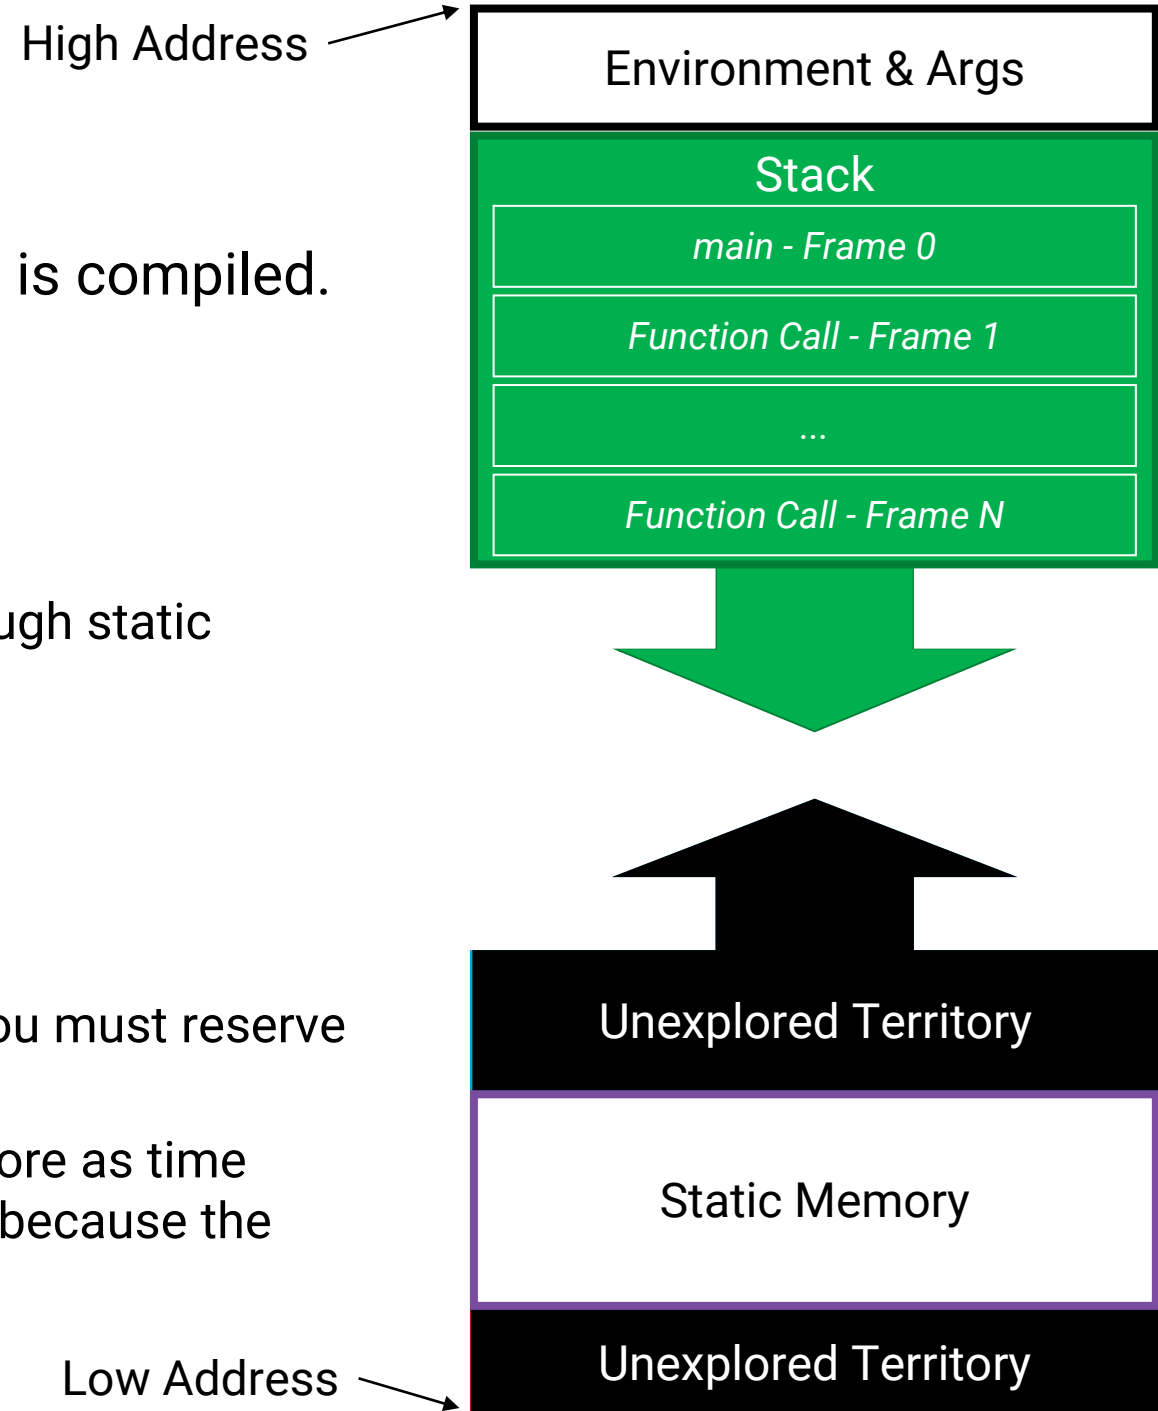 High Address
Environment & Args
Stack
main - Frame 0
is compiled.
Function Call - Frame 1
...
Function Call - Frame N
ugh static
ou must reserve
Unexplored Territory
ore as time
because the
Static Memory
Low Address
Unexplored Territory